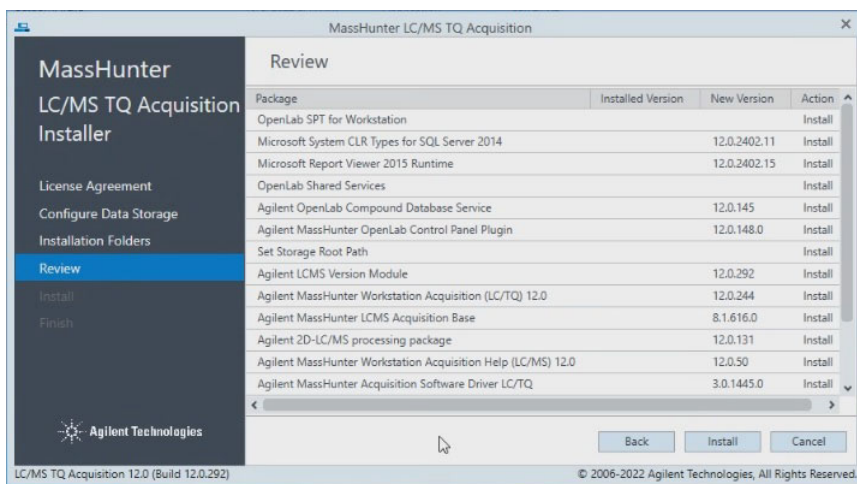 MassHunter LC/MS TQ Acquisition
MassHunter
LC/MS TQ Acquisition
Installer
License Agreement
Configure Data Storage
Installation Folders
Review
Install
Finish
Agilent Technologies
Review
Package Installed Version New Version Action
OpenLab SPT for Workstation Install
Microsoft System CLR Types for SQL Server 2014 12.0.2402.11 Install
Microsoft Report Viewer 2015 Runtime 12.0.2402.15 Install
OpenLab Shared Services Install
Agilent OpenLab Compound Database Service 12.0.145 Install
Agilent MassHunter OpenLab Control Panel Plugin 12.0.148.0 Install
Set Storage Root Path Install
Agilent LCMS Version Module 12.0.292 Install
Agilent MassHunter Workstation Acquisition (LC/TQ) 12.0 12.0.244 Install
Agilent MassHunter LCMS Acquisition Base 8.1.616.0 Install
Agilent 2D-LC/MS processing package 12.0.131 Install
Agilent MassHunter Workstation Acquisition Help (LC/MS) 12.0 12.0.50 Install
Agilent MassHunter Acquisition Software Driver LC/TQ 3.0.1445.0 Install
Back Install Cancel
LC/MS TQ Acquisition 12.0 (Build 12.0.292) © 2006-2022 Agilent Technologies, All Rights Reserved.